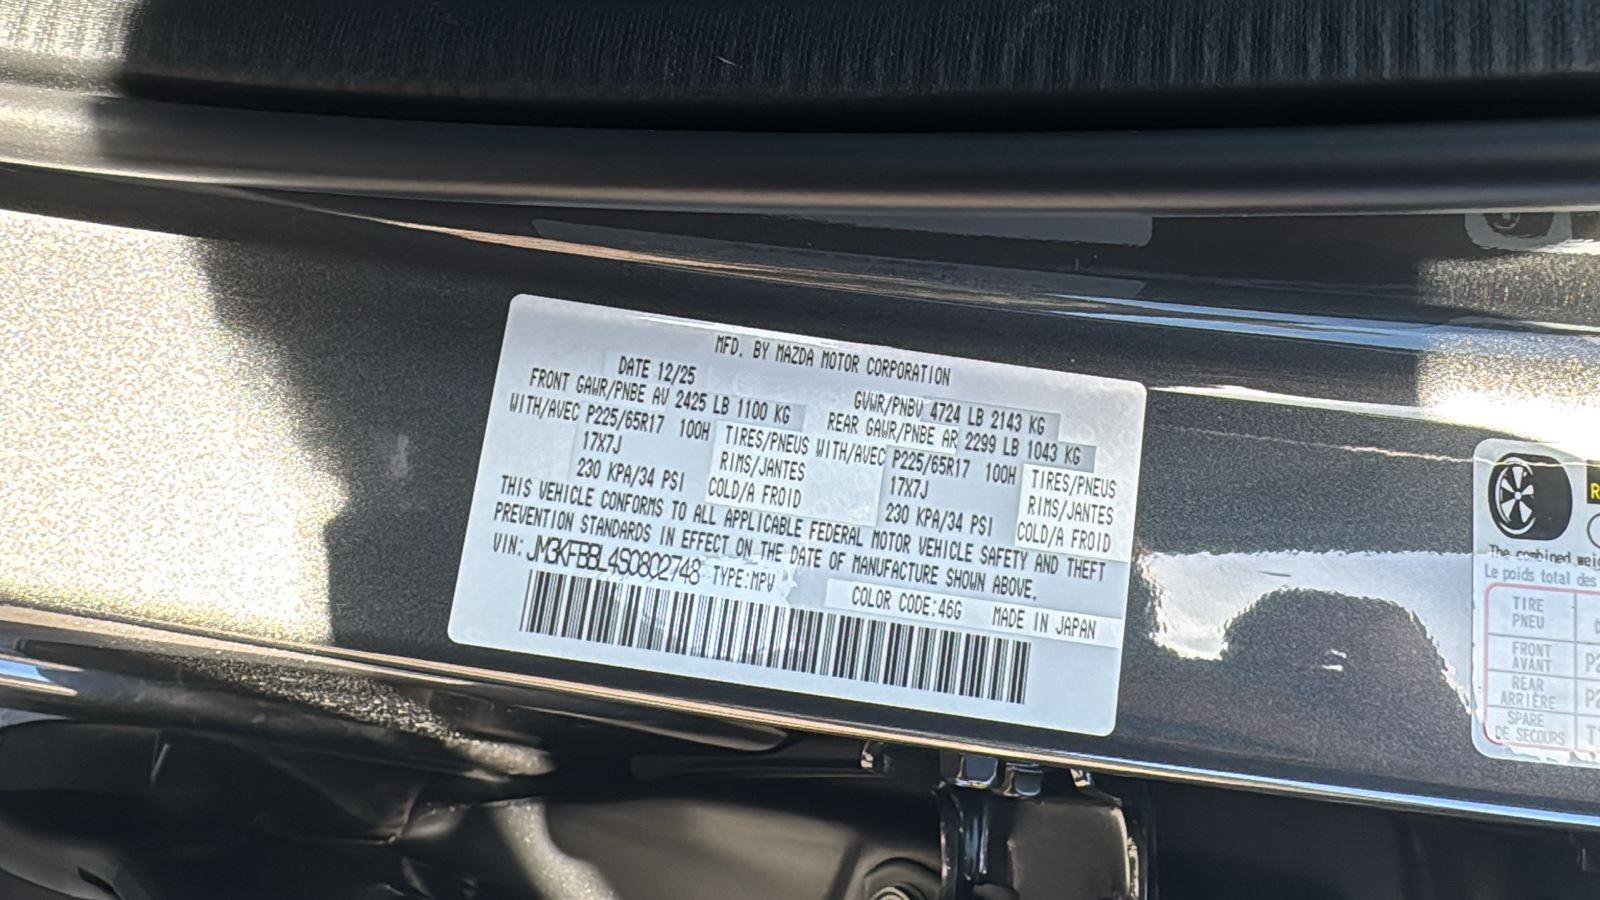 MFD. BY MAZDA MOTOR CORPORATION
DATE 12/25
GVWR/PNBV 4724 LB 2143 KG
FRONT GAWR/PNBE AV 2425 LB 1100 KG
REAR GAWR/PNBE AR 2299 LB 1043 KG
WITH/AVEC P225/65R17 100H TIRES/PNEUS
17X7J RIMS/JANTES
230 KPA/34 PSI COLD/A FROID
WITH/AVEC P225/65R17 100H TIRES/PNEUS
17X7J RIMS/JANTES
230 KPA/34 PSI COLD/A FROID
THIS VEHICLE CONFORMS TO ALL APPLICABLE FEDERAL MOTOR VEHICLE SAFETY AND THEFT
PREVENTION STANDARDS IN EFFECT ON THE DATE OF MANUFACTURE SHOWN ABOVE.
VIN: JM3KFBBL4S0802748 TYPE:MPV
COLOR CODE:46G MADE IN JAPAN
The combined
Le poids total des
TIRE
PNEU
FRONT
AVANT
REAR
ARRIÈRE
SPARE
DE SECOURS